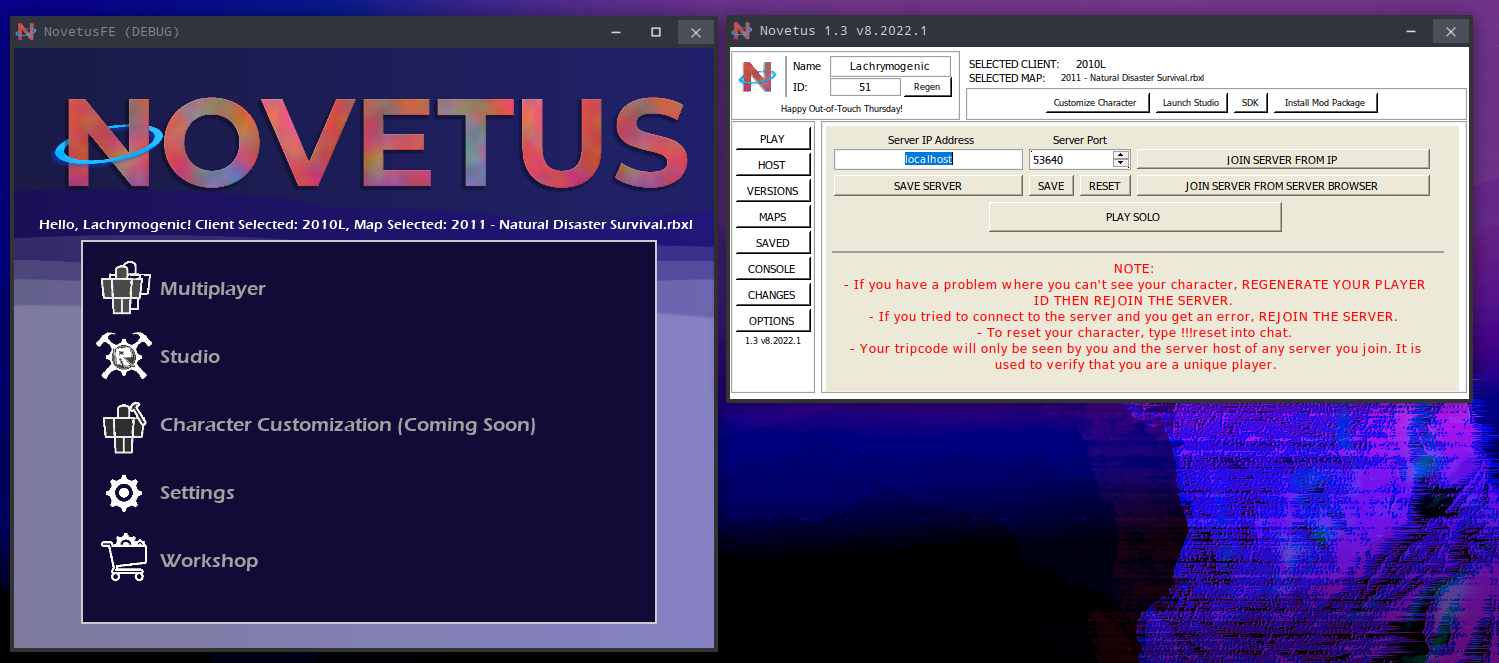 NovetusFE (DEBUG)
NOVETUS
Hello, Lachrymogenic! Client Selected: 2010L, Map Selected: 2011 - Natural Disaster Survival.rbxl
Multiplayer
Studio
Character Customization (Coming Soon)
Settings
Workshop
Novetus 1.3 v8.2022.1
Name Lachrymogenic
ID: 51 Regen
Happy Out-of-Touch Thursday!
SELECTED CLIENT: 2010L
SELECTED MAP: 2011 - Natural Disaster Survival.rbxl
Customize Character Launch Studio SDK Install Mod Package
PLAY
HOST
VERSIONS
MAPS
SAVED
CONSOLE
CHANGES
OPTIONS
1.3 v8.2022.1
Server IP Address Server Port
localhost 53640 JOIN SERVER FROM IP
SAVE SERVER SAVE RESET JOIN SERVER FROM SERVER BROWSER
PLAY SOLO
NOTE:
- If you have a problem where you can't see your character, REGENERATE YOUR PLAYER
ID THEN REJOIN THE SERVER.
- If you tried to connect to the server and you get an error, REJOIN THE SERVER.
- To reset your character, type !!!reset into chat.
- Your tripcode will only be seen by you and the server host of any server you join. It is
used to verify that you are a unique player.